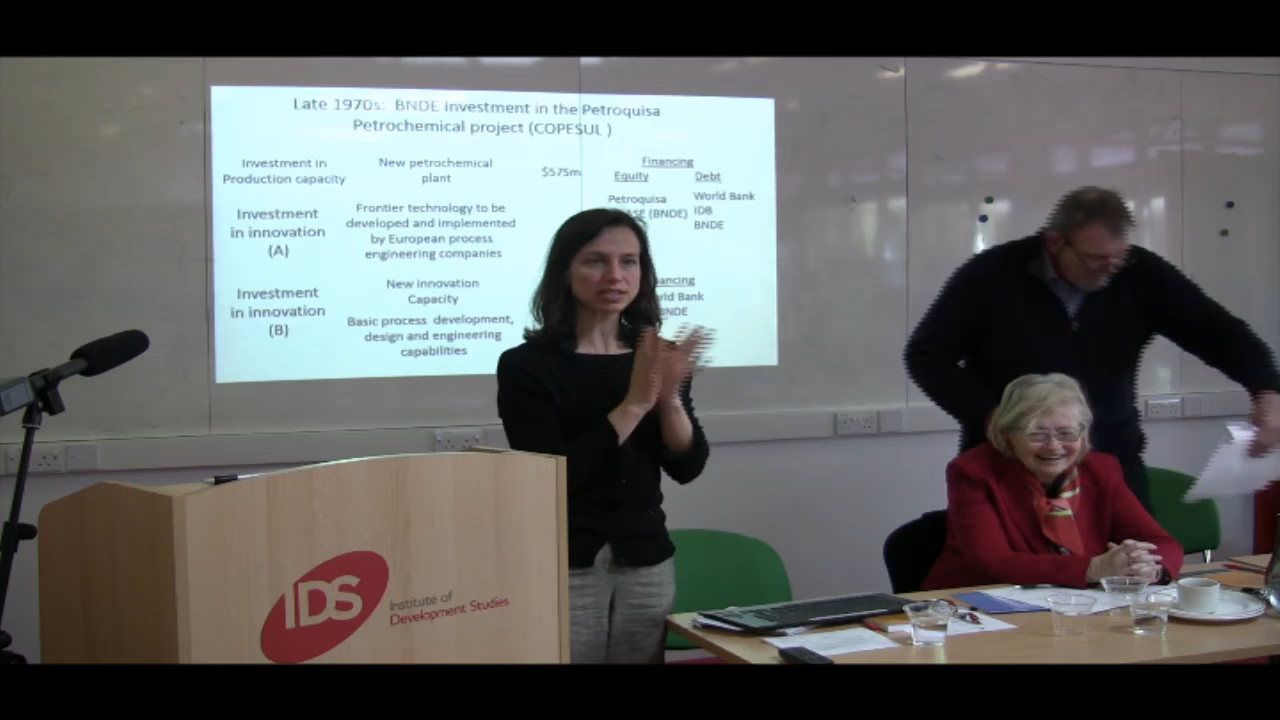 Late 1970s: BNDE Investment in the Petroquisa
Petrochemical project (COPESUL )
Investment in
Production capacity
New petrochemical
plant
$575m
Financing
Equity
Debt
Petroquisa
(BNDE)
World Bank
IDB
BNDE
Investment
in innovation
(A)
Frontier technology to be
developed and implemented
by European process
engineering companies
Investment
in innovation
(B)
New innovation
Capacity
Basic process development,
design and engineering
capabilities
Bank
BNDE
IDS
Institute of
Development Studies